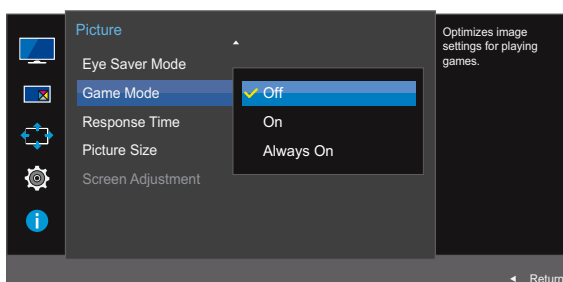 Picture
Eye Saver Mode
Game Mode
Response Time
Picture Size
Screen Adjustment
Off
On
Always On
Optimizes image
settings for playing
games.
Return